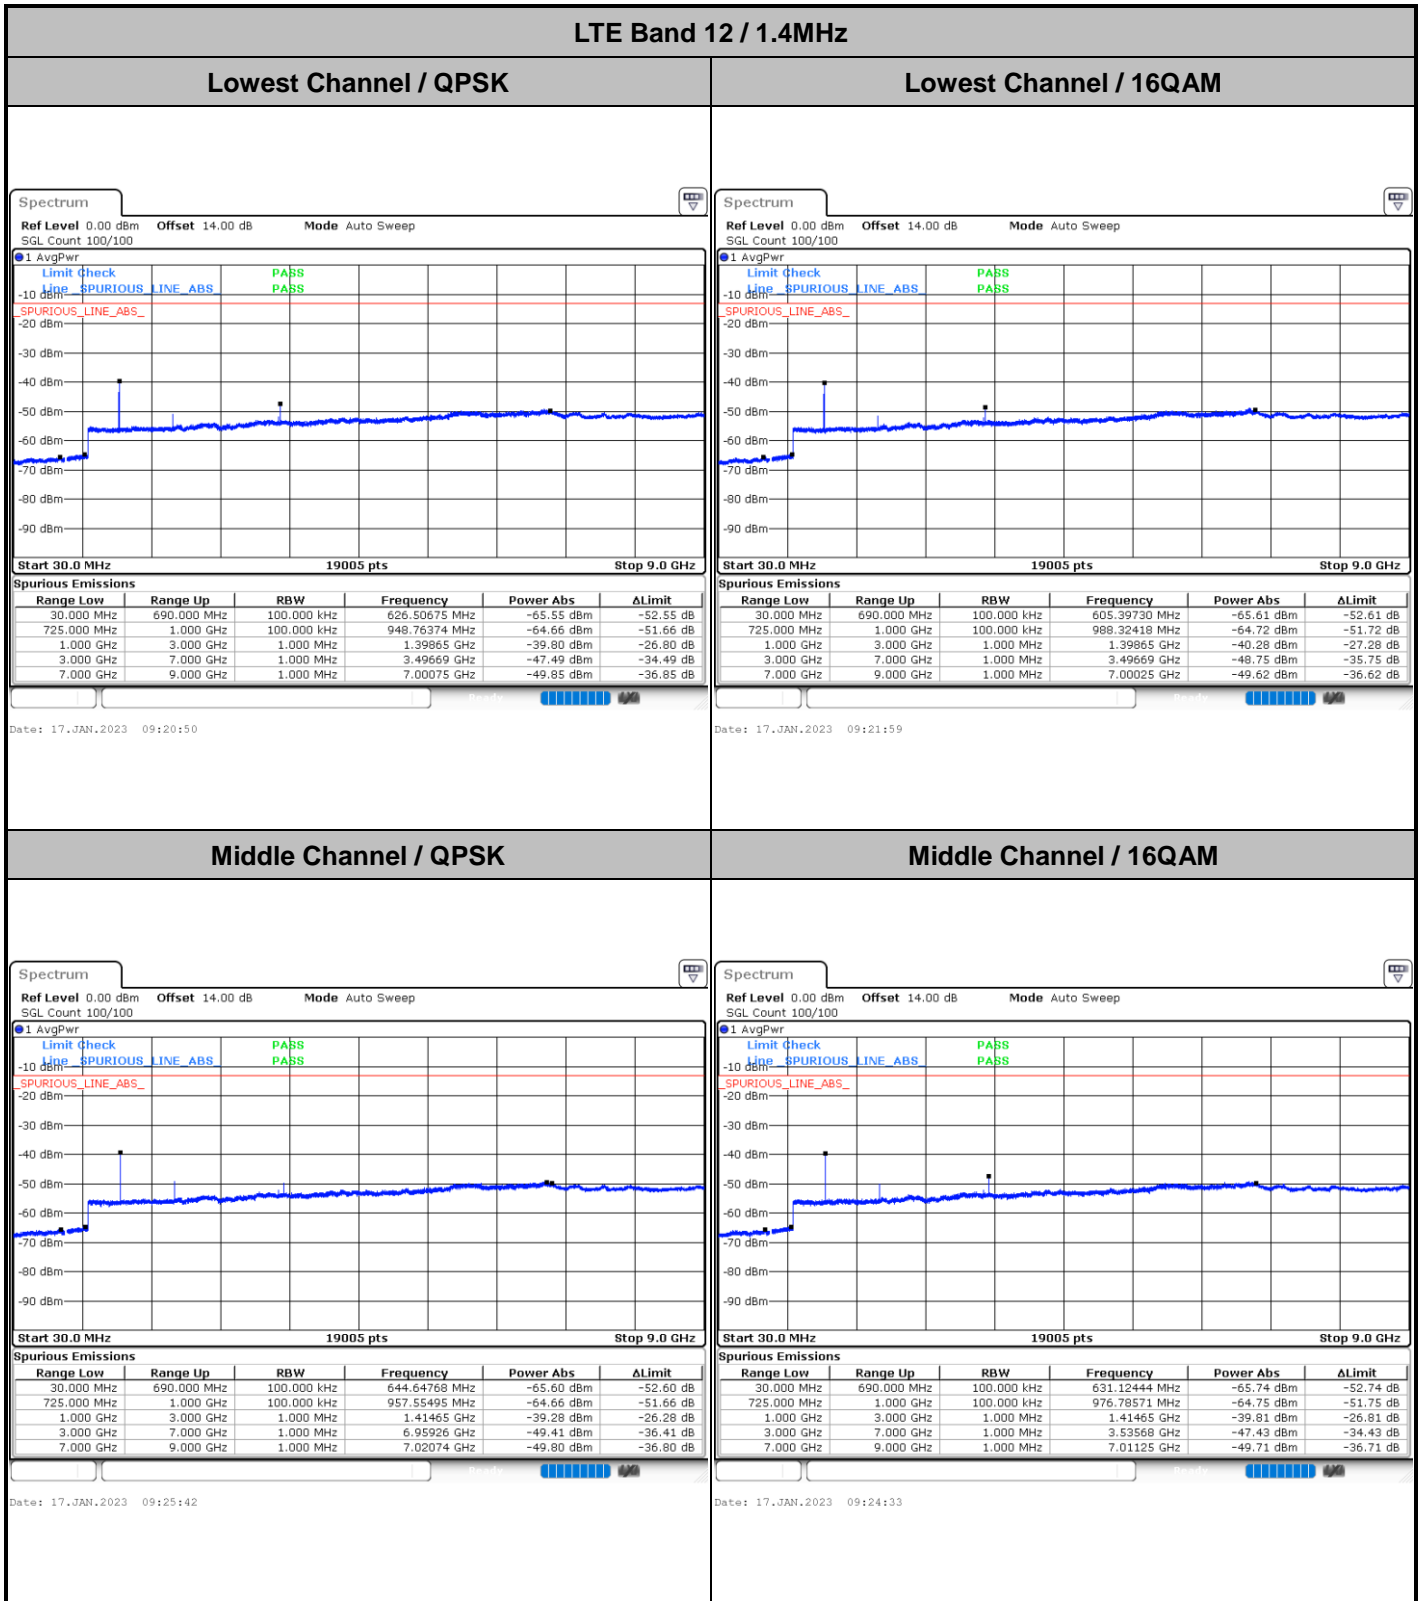 LTE Band 12 / 1.4MHz
Lowest Channel / QPSK
Lowest Channel / 16QAM
Spectrum
Ref Level 0.00 dBm Offset 14.00 dB Mode Auto Sweep
SGL Count 100/100
1 AvgPwr
Limit Check PASS
Line _SPURIOUS_LINE_ABS_ PASS
-10 dBm
_SPURIOUS_LINE_ABS_
-20 dBm
-30 dBm
-40 dBm
-50 dBm
-60 dBm
-70 dBm
-80 dBm
-90 dBm
Start 30.0 MHz 19005 pts Stop 9.0 GHz
Spurious Emissions
Range Low Range Up RBW Frequency Power Abs ΔLimit
30.000 MHz 690.000 MHz 100.000 kHz 626.50675 MHz -65.55 dBm -52.55 dB
725.000 MHz 1.000 GHz 100.000 kHz 948.76374 MHz -64.66 dBm -51.66 dB
1.000 GHz 3.000 GHz 1.000 MHz 1.39865 GHz -39.80 dBm -26.80 dB
3.000 GHz 7.000 GHz 1.000 MHz 3.49669 GHz -47.49 dBm -34.49 dB
7.000 GHz 9.000 GHz 1.000 MHz 7.00075 GHz -49.85 dBm -36.85 dB
Date: 17.JAN.2023 09:20:50
Spectrum
Ref Level 0.00 dBm Offset 14.00 dB Mode Auto Sweep
SGL Count 100/100
1 AvgPwr
Limit Check PASS
Line _SPURIOUS_LINE_ABS_ PASS
-10 dBm
_SPURIOUS_LINE_ABS_
-20 dBm
-30 dBm
-40 dBm
-50 dBm
-60 dBm
-70 dBm
-80 dBm
-90 dBm
Start 30.0 MHz 19005 pts Stop 9.0 GHz
Spurious Emissions
Range Low Range Up RBW Frequency Power Abs ΔLimit
30.000 MHz 690.000 MHz 100.000 kHz 605.39730 MHz -65.61 dBm -52.61 dB
725.000 MHz 1.000 GHz 100.000 kHz 988.32418 MHz -64.72 dBm -51.72 dB
1.000 GHz 3.000 GHz 1.000 MHz 1.39865 GHz -40.28 dBm -27.28 dB
3.000 GHz 7.000 GHz 1.000 MHz 3.49669 GHz -48.75 dBm -35.75 dB
7.000 GHz 9.000 GHz 1.000 MHz 7.00025 GHz -49.62 dBm -36.62 dB
Date: 17.JAN.2023 09:21:59
Middle Channel / QPSK
Middle Channel / 16QAM
Spectrum
Ref Level 0.00 dBm Offset 14.00 dB Mode Auto Sweep
SGL Count 100/100
1 AvgPwr
Limit Check PASS
Line _SPURIOUS_LINE_ABS_ PASS
-10 dBm
_SPURIOUS_LINE_ABS_
-20 dBm
-30 dBm
-40 dBm
-50 dBm
-60 dBm
-70 dBm
-80 dBm
-90 dBm
Start 30.0 MHz 19005 pts Stop 9.0 GHz
Spurious Emissions
Range Low Range Up RBW Frequency Power Abs ΔLimit
30.000 MHz 690.000 MHz 100.000 kHz 644.64768 MHz -65.60 dBm -52.60 dB
725.000 MHz 1.000 GHz 100.000 kHz 957.55495 MHz -64.66 dBm -51.66 dB
1.000 GHz 3.000 GHz 1.000 MHz 1.41465 GHz -39.28 dBm -26.28 dB
3.000 GHz 7.000 GHz 1.000 MHz 6.95926 GHz -49.41 dBm -36.41 dB
7.000 GHz 9.000 GHz 1.000 MHz 7.02074 GHz -49.80 dBm -36.80 dB
Date: 17.JAN.2023 09:25:42
Spectrum
Ref Level 0.00 dBm Offset 14.00 dB Mode Auto Sweep
SGL Count 100/100
1 AvgPwr
Limit Check PASS
Line _SPURIOUS_LINE_ABS_ PASS
-10 dBm
_SPURIOUS_LINE_ABS_
-20 dBm
-30 dBm
-40 dBm
-50 dBm
-60 dBm
-70 dBm
-80 dBm
-90 dBm
Start 30.0 MHz 19005 pts Stop 9.0 GHz
Spurious Emissions
Range Low Range Up RBW Frequency Power Abs ΔLimit
30.000 MHz 690.000 MHz 100.000 kHz 631.12444 MHz -65.74 dBm -52.74 dB
725.000 MHz 1.000 GHz 100.000 kHz 976.78571 MHz -64.75 dBm -51.75 dB
1.000 GHz 3.000 GHz 1.000 MHz 1.41465 GHz -39.81 dBm -26.81 dB
3.000 GHz 7.000 GHz 1.000 MHz 3.53568 GHz -47.43 dBm -34.43 dB
7.000 GHz 9.000 GHz 1.000 MHz 7.01125 GHz -49.71 dBm -36.71 dB
Date: 17.JAN.2023 09:24:33